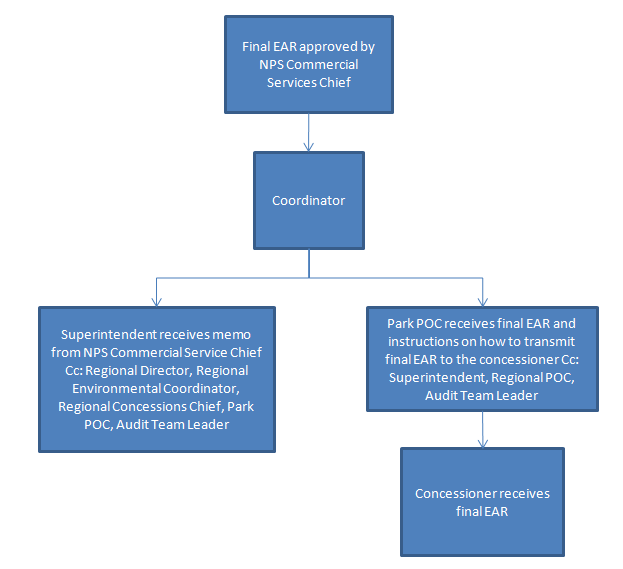 Final EAR approved by
NPS Commercial
Services Chief
Coordinator
Superintendent receives memo
from NPS Commercial Service Chief
Cc: Regional Director, Regional
Environmental Coordinator,
Regional Concessions Chief, Park
POC, Audit Team Leader
Park POC receives final EAR and
instructions on how to transmit
final EAR to the concessioner Cc:
Superintendent, Regional POC,
Audit Team Leader
Concessioner receives
final EAR